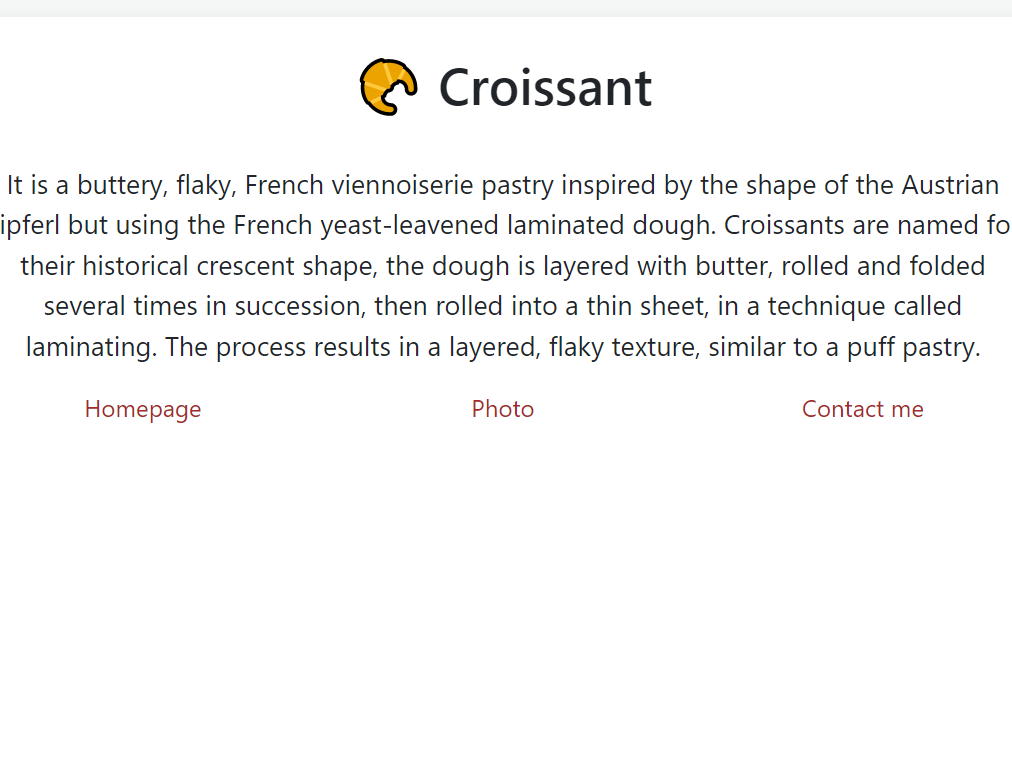 Croissant
It is a buttery, flaky, French viennoiserie pastry inspired by the shape of the Austrian
ipferl but using the French yeast-leavened laminated dough. Croissants are named fo
their historical crescent shape, the dough is layered with butter, rolled and folded
several times in succession, then rolled into a thin sheet, in a technique called
laminating. The process results in a layered, flaky texture, similar to a puff pastry.
Homepage
Photo
Contact me